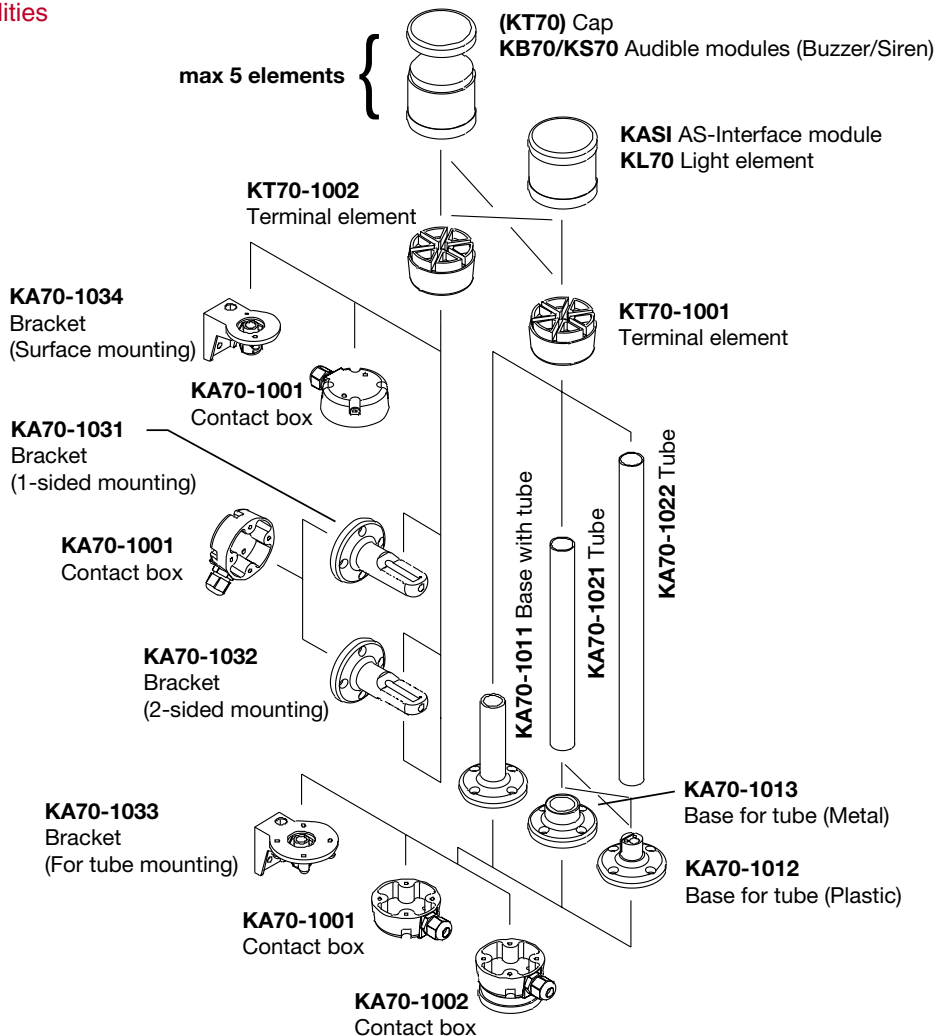 lities
(KT70) Cap
KB70/KS70 Audible modules (Buzzer/Siren)
max 5 elements
KASI AS-Interface module
KL70 Light element
KT70-1002
Terminal element
KA70-1034
Bracket
(Surface mounting)
KT70-1001
Terminal element
KA70-1001
Contact box
KA70-1031
Bracket
(1-sided mounting)
KA70-1001
Contact box
KA70-1011 Base with tube
KA70-1021 Tube
KA70-1022 Tube
KA70-1032
Bracket
(2-sided mounting)
KA70-1033
Bracket
(For tube mounting)
KA70-1013
Base for tube (Metal)
KA70-1012
Base for tube (Plastic)
KA70-1001
Contact box
KA70-1002
Contact box